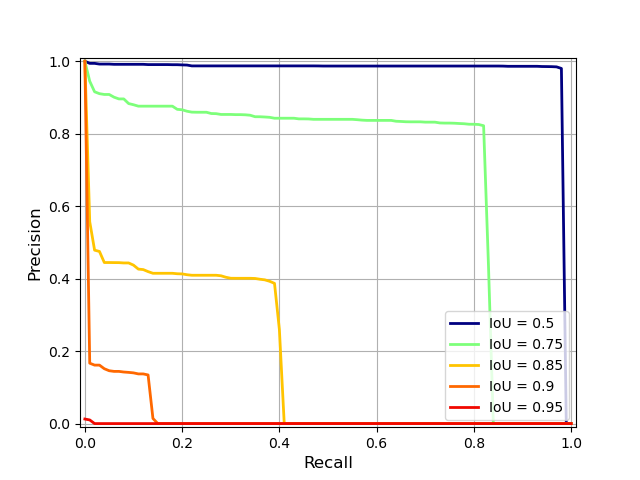 1.0
0.8
0.6
0.4
0.2
0.0
Precision
0.0 0.2 0.4 0.6 0.8 1.0
Recall
IoU = 0.5
IoU = 0.75
IoU = 0.85
IoU = 0.9
IoU = 0.95